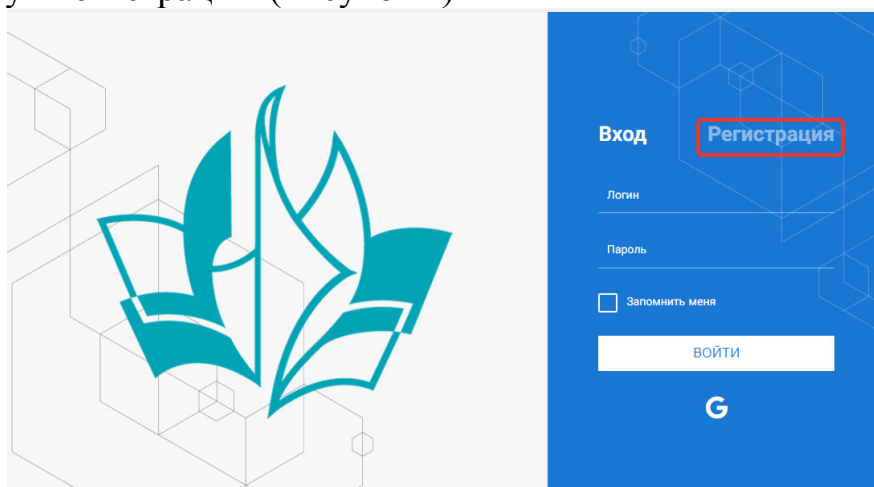 Вход Регистрация
Логин
Пароль
Запомнить меня
ВОЙТИ
G